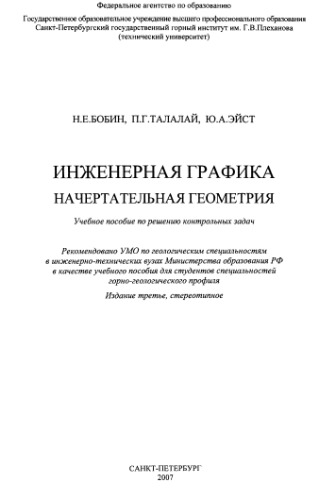 Федеральное агентство по образованию
Государственное образовательное учреждение высшего профессионального образования
Санкт-Петербургский государственный горный институт им. Г.В.Плеханова
(технический университет)
Н.Е.БОБИН, П.Г.ТАЛАЛАЙ, Ю.А.ЭЙСТ
ИНЖЕНЕРНАЯ ГРАФИКА
НАЧЕРТАТЕЛЬНАЯ ГЕОМЕТРИЯ
Учебное пособие по решению контрольных задач
Рекомендовано УМО по геологическим специальностям
в инженерно-технических вузах Министерства образования РФ
в качестве учебного пособия для студентов специальностей
горно-геологического профиля
Издание третье, стереотипное
САНКТ-ПЕТЕРБУРГ
2007